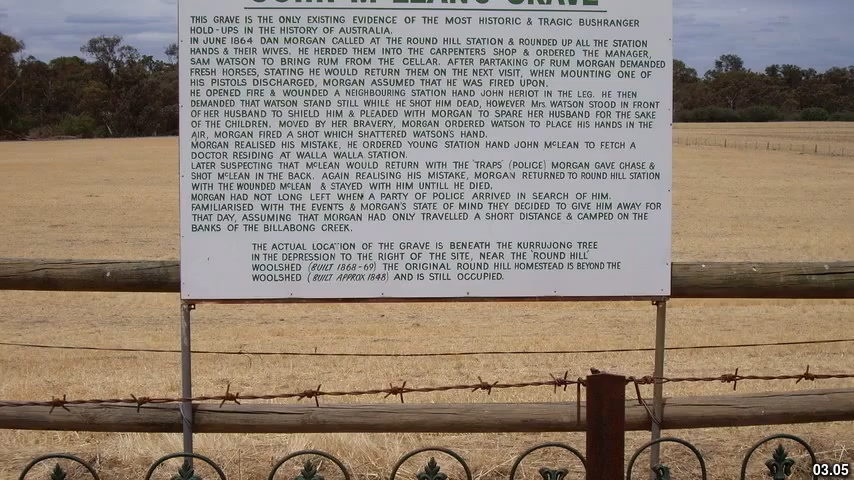 THIS GRAVE IS THE ONLY EXISTING EVIDENCE OF THE MOST HISTORIC & TRAGIC BUSHRANGER
HOLD-UPS IN THE HISTORY OF AUSTRALIA.
IN JUNE 1864 DAN MORGAN CALLED AT THE ROUND HILL STATION & ROUNDED UP ALL THE STATION
HANDS & THEIR WIVES. HE HERDED THEM INTO THE CARPENTERS SHOP & ORDERED THE MANAGER,
SAM WATSON TO BRING RUM FROM THE CELLAR. AFTER PARTAKING OF RUM MORGAN DEMANDED
FRESH HORSES, STATING HE WOULD RETURN THEM ON THE NEXT VISIT, WHEN MOUNTING ONE OF
HIS PISTOLS DISCHARGED, MORGAN ASSUMED THAT HE WAS FIRED UPON.
HE OPENED FIRE & WOUNDED A NEIGHBOURING STATION HAND JOHN HERIOT IN THE LEG. HE THEN
DEMANDED THAT WATSON STAND STILL WHILE HE SHOT HIM DEAD, HOWEVER Mrs. WATSON STOOD IN FRONT
OF HER HUSBAND TO SHIELD HIM & PLEADED WITH MORGAN TO SPARE HER HUSBAND FOR THE SAKE
OF THE CHILDREN. MOVED BY HER BRAVERY, MORGAN ORDERED WATSON TO PLACE HIS HANDS IN THE
AIR, MORGAN FIRED A SHOT WHICH SHATTERED WATSON'S HAND.
MORGAN REALISED HIS MISTAKE, HE ORDERED YOUNG STATION HAND JOHN McLEAN TO FETCH A
DOCTOR RESIDING AT WALLA WALLA STATION.
LATER SUSPECTING THAT McLEAN WOULD RETURN WITH THE 'TRAPS' (POLICE) MORGAN GAVE CHASE &
SHOT McLEAN IN THE BACK. AGAIN REALISING HIS MISTAKE, MORGAN RETURNED TO ROUND HILL STATION
WITH THE WOUNDED McLEAN & STAYED WITH HIM UNTILL HE DIED.
MORGAN HAD NOT LONG LEFT WHEN A PARTY OF POLICE ARRIVED IN SEARCH OF HIM.
FAMILIARISED WITH THE EVENTS & MORGAN'S STATE OF MIND THEY DECIDED TO GIVE HIM AWAY FOR
THAT DAY, ASSUMING THAT MORGAN HAD ONLY TRAVELLED A SHORT DISTANCE & CAMPED ON THE
BANKS OF THE BILLABONG CREEK.
THE ACTUAL LOCATION OF THE GRAVE IS BENEATH THE KURRUJONG TREE
IN THE DEPRESSION TO THE RIGHT OF THE SITE, NEAR THE 'ROUND HILL'
WOOLSHED (BUILT 1868-69) THE ORIGINAL ROUND HILL HOMESTEAD IS BEYOND THE
WOOLSHED (BUILT APPROX 1848) AND IS STILL OCCUPIED.
03.05